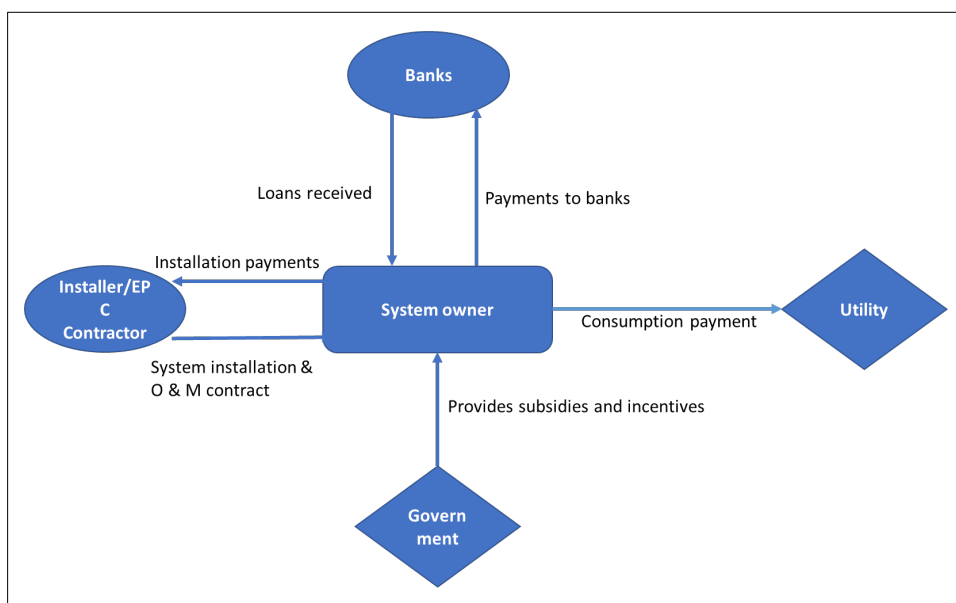 Banks
Loans received
Payments to banks
Installation payments
Installer/EP
C
Contractor
System owner
Consumption payment
Utility
System installation &
O & M contract
Provides subsidies and incentives
Govern
ment